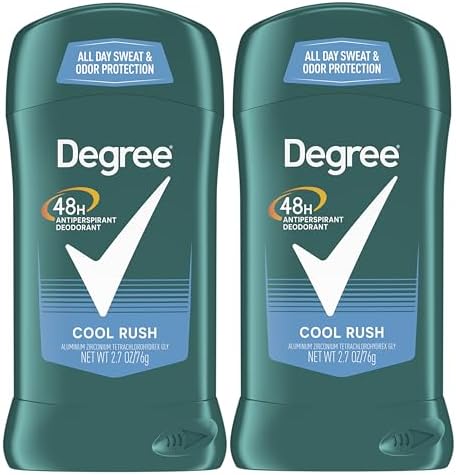 ALL DAY SWEAT &
ODOR PROTECTION
Degree
48H
ANTIPERSPIRANT
DEODORANT
COOL RUSH
ALUMINUM ZIRCONIUM TETRACHLOROHYDREX GLY
NET WT 2.7 OZ/76g
ALL DAY SWEAT &
ODOR PROTECTION
Degree
48H
ANTIPERSPIRANT
DEODORANT
COOL RUSH
ALUMINUM ZIRCONIUM TETRACHLOROHYDREX GLY
NET WT 2.7 OZ/76g